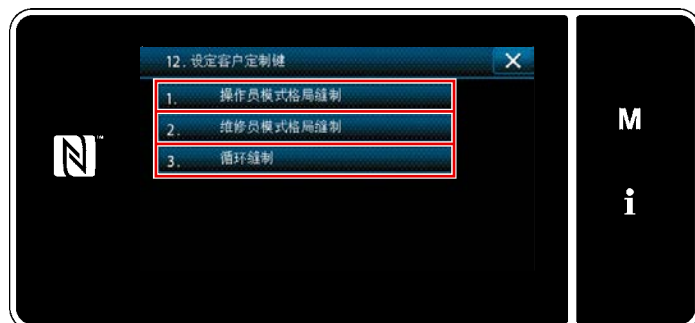 12. 设定客户定制键
1. 操作员模式格局缝制
2. 维修员模式格局缝制
3. 循环缝制
N™
M
i